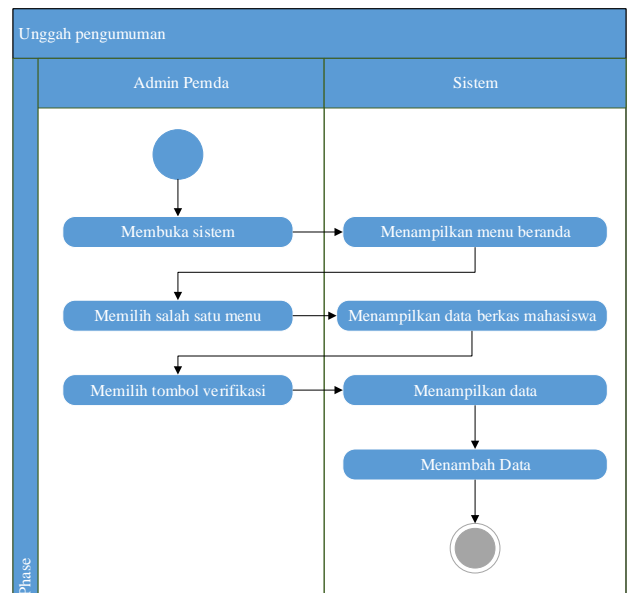 Unggah pengumuman
Admin Pemda
Sistem
Membuka sistem
Menampilkan menu beranda
Memilih salah satu menu
Menampilkan data berkas mahasiswa
Memilih tombol verifikasi
Menampilkan data
Menambah Data
Phase